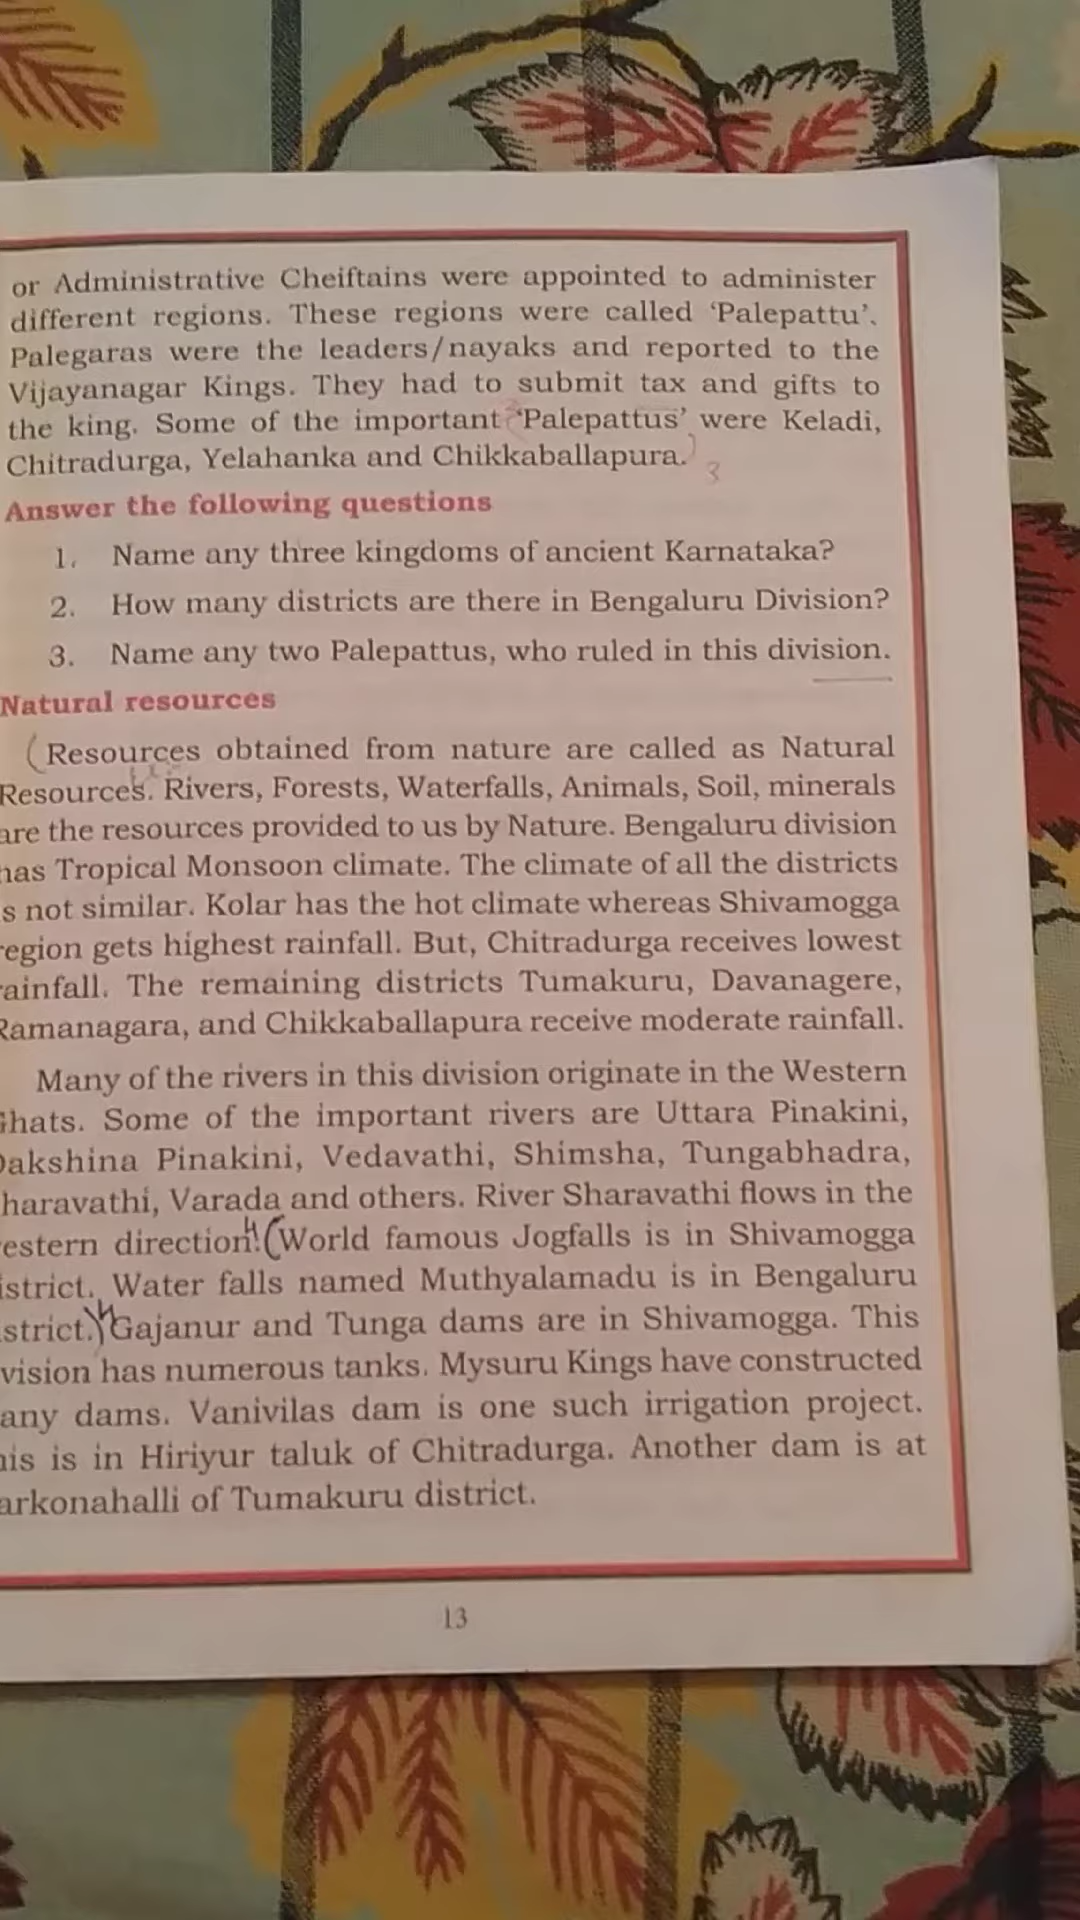 or Administrative Cheiftains were appointed to administer
different regions. These regions were called ‘Palepattu’.
Palegaras were the leaders/nayaks and reported to the
Vijayanagar Kings. They had to submit tax and gifts to
the king. Some of the important ‘Palepattus’ were Keladi,
Chitradurga, Yelahanka and Chikkaballapura.
3
Answer the following questions
1. Name any three kingdoms of ancient Karnataka?
2. How many districts are there in Bengaluru Division?
3. Name any two Palepattus, who ruled in this division.
Natural resources
(Resources obtained from nature are called as Natural
Resources. Rivers, Forests, Waterfalls, Animals, Soil, minerals
are the resources provided to us by Nature. Bengaluru division
has Tropical Monsoon climate. The climate of all the districts
s not similar. Kolar has the hot climate whereas Shivamogga
region gets highest rainfall. But, Chitradurga receives lowest
rainfall. The remaining districts Tumakuru, Davanagere,
Ramanagara, and Chikkaballapura receive moderate rainfall.
Many of the rivers in this division originate in the Western
Ghats. Some of the important rivers are Uttara Pinakini,
Dakshina Pinakini, Vedavathi, Shimsha, Tungabhadra,
haravathi, Varada and others. River Sharavathi flows in the
estern direction. (World famous Jogfalls is in Shivamogga
istrict. Water falls named Muthyalamadu is in Bengaluru
strict.) Gajanur and Tunga dams are in Shivamogga. This
vision has numerous tanks. Mysuru Kings have constructed
any dams. Vanivilas dam is one such irrigation project.
is is in Hiriyur taluk of Chitradurga. Another dam is at
arkonahalli of Tumakuru district.
13